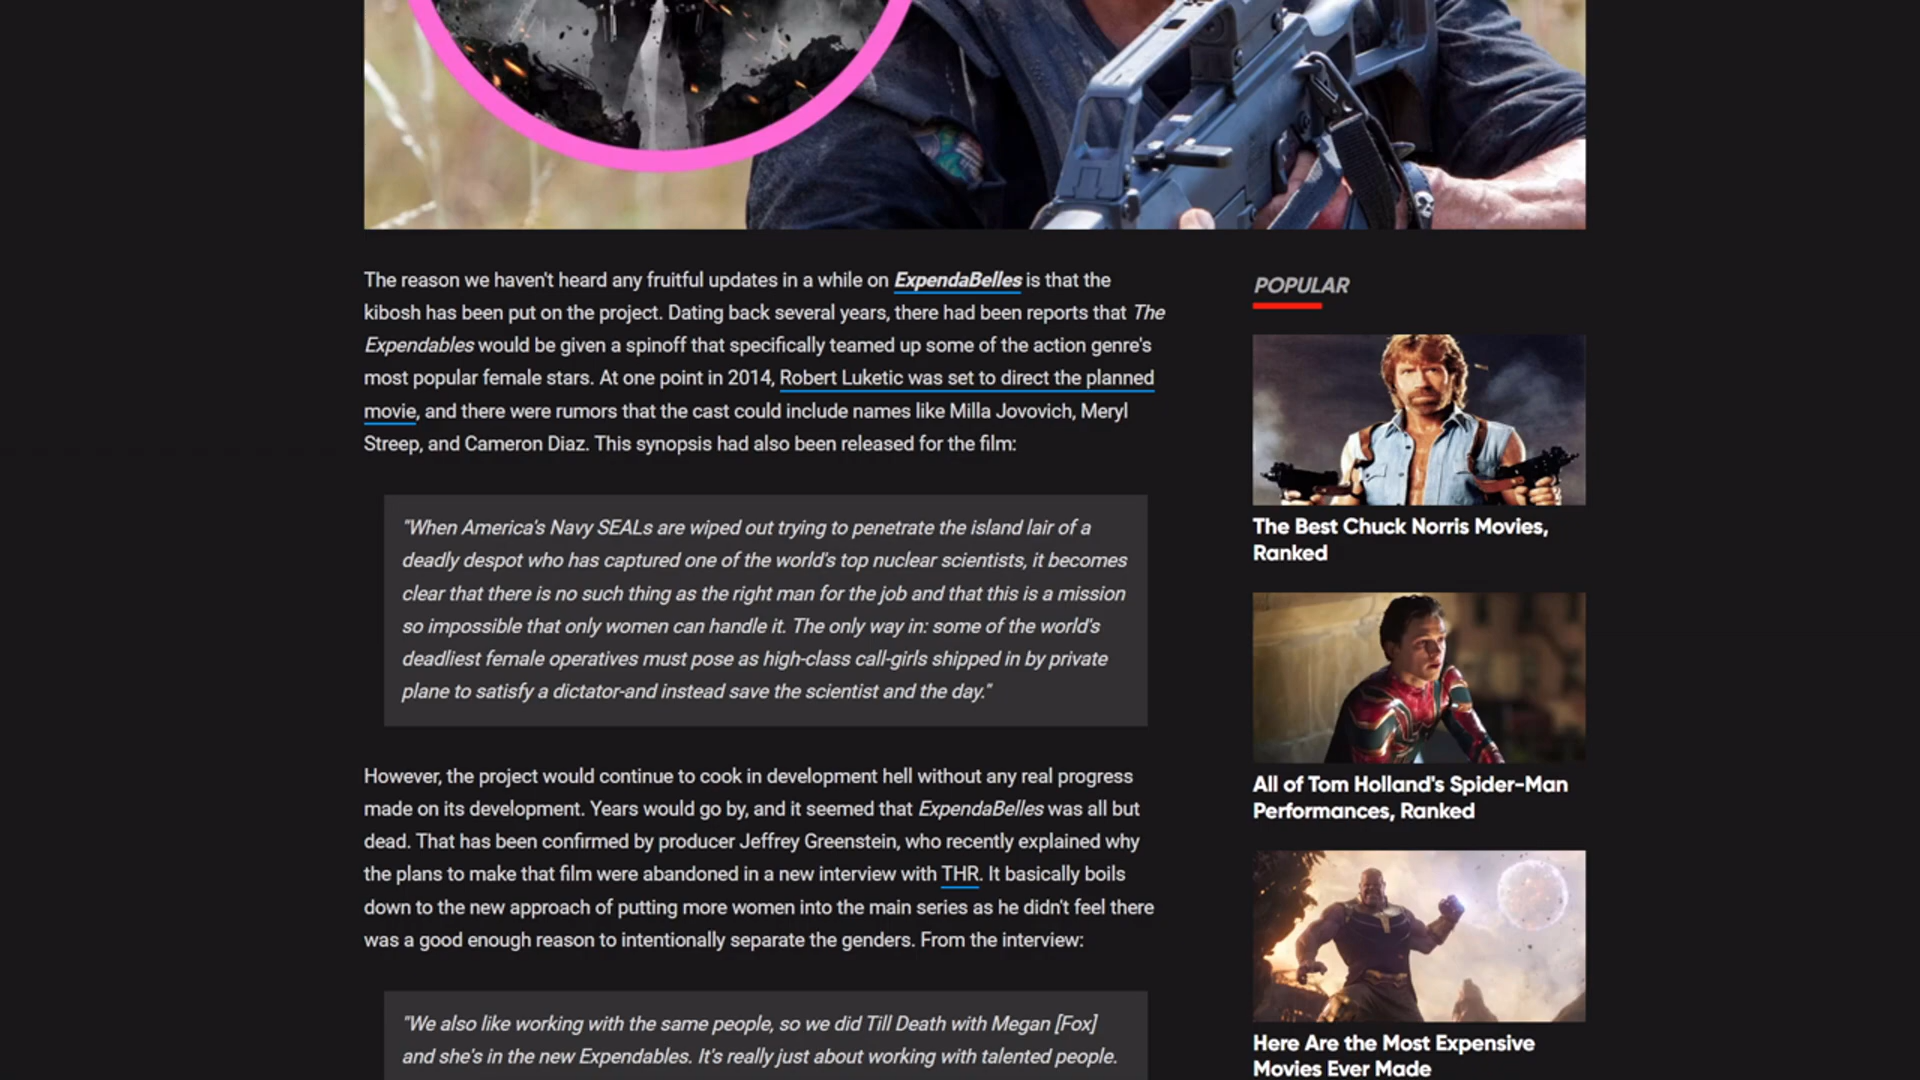 The reason we haven't heard any fruitful updates in a while on ExpendaBelles is that the
kibosh has been put on the project. Dating back several years, there had been reports that The
Expendables would be given a spinoff that specifically teamed up some of the action genre's
most popular female stars. At one point in 2014, Robert Luketic was set to direct the planned
movie, and there were rumors that the cast could include names like Milla Jovovich, Meryl
Streep, and Cameron Diaz. This synopsis had also been released for the film:
"When America's Navy SEALs are wiped out trying to penetrate the island lair of a
deadly despot who has captured one of the world's top nuclear scientists, it becomes
clear that there is no such thing as the right man for the job and that this is a mission
so impossible that only women can handle it. The only way in: some of the world's
deadliest female operatives must pose as high-class call-girls shipped in by private
plane to satisfy a dictator-and instead save the scientist and the day."
However, the project would continue to cook in development hell without any real progress
made on its development. Years would go by, and it seemed that ExpendaBelles was all but
dead. That has been confirmed by producer Jeffrey Greenstein, who recently explained why
the plans to make that film were abandoned in a new interview with THR. It basically boils
down to the new approach of putting more women into the main series as he didn't feel there
was a good enough reason to intentionally separate the genders. From the interview:
"We also like working with the same people, so we did Till Death with Megan [Fox]
and she's in the new Expendables. It's really just about working with talented people.
POPULAR
The Best Chuck Norris Movies,
Ranked
All of Tom Holland's Spider-Man
Performances, Ranked
Here Are the Most Expensive
Movies Ever Made